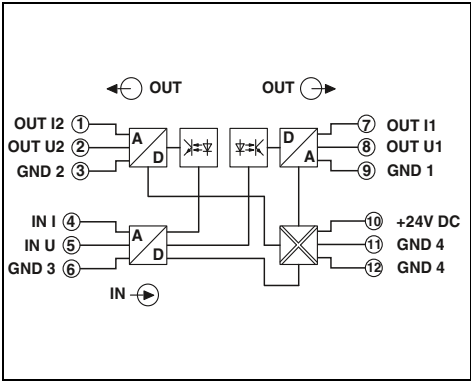 OUT OUT
OUT I2 1
OUT U2 2
GND 2 3
A
D
D
A
7 OUT I1
8 OUT U1
9 GND 1
IN I 4
IN U 5
GND 3 6
A
D
10 +24V DC
11 GND 4
12 GND 4
IN